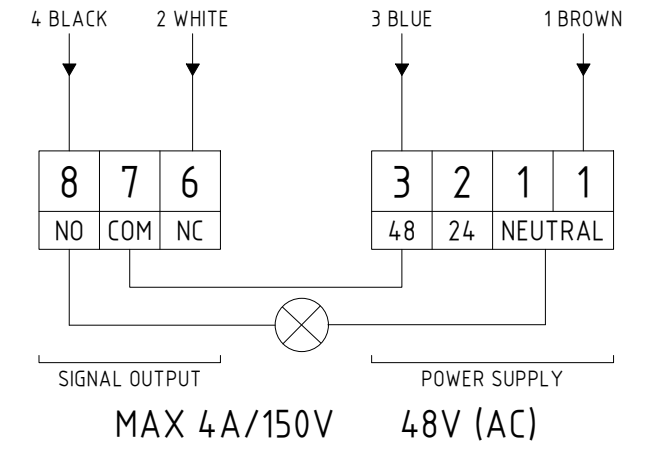 4 BLACK 2 WHITE 3 BLUE 1 BROWN
8 7 6 3 2 1 1
NO COM NC 48 24 NEUTRAL
SIGNAL OUTPUT POWER SUPPLY
MAX 4A/150V 48V (AC)